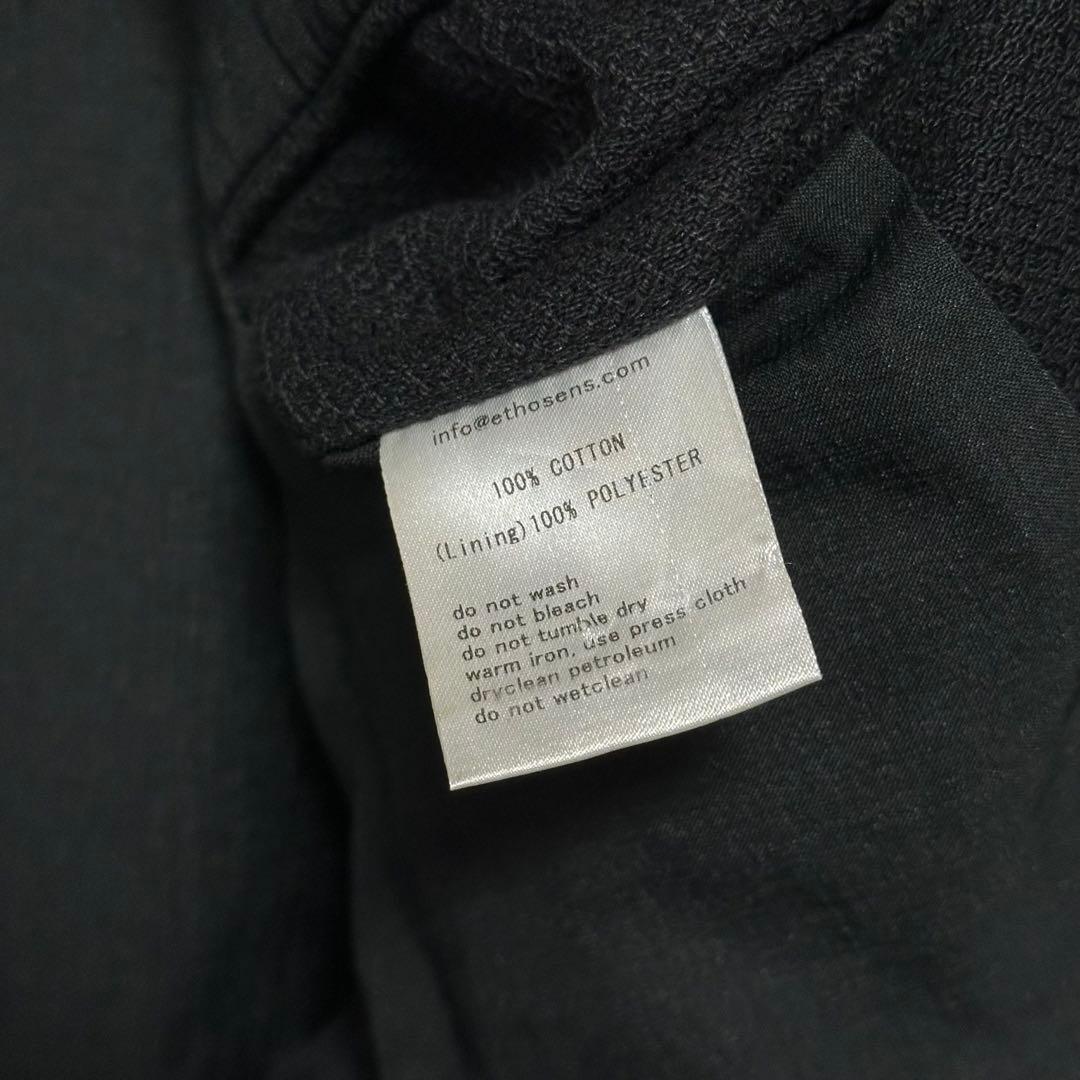 info@ethosens.com
100% COTTON
(Lining)100% POLYESTER
do not wash
do not bleach
do not tumble dry
warm iron, use press cloth
dryclean petroleum
do not wetclean